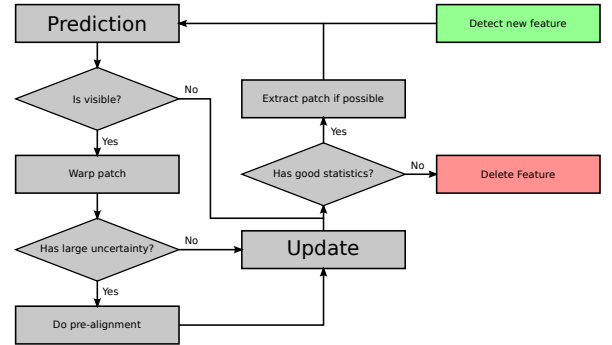 Prediction
Detect new feature
Is visible?
No
Extract patch if possible
Yes
Yes
Warp patch
Has good statistics?
No
Delete Feature
Has large uncertainty?
No
Update
Yes
Do pre-alignment